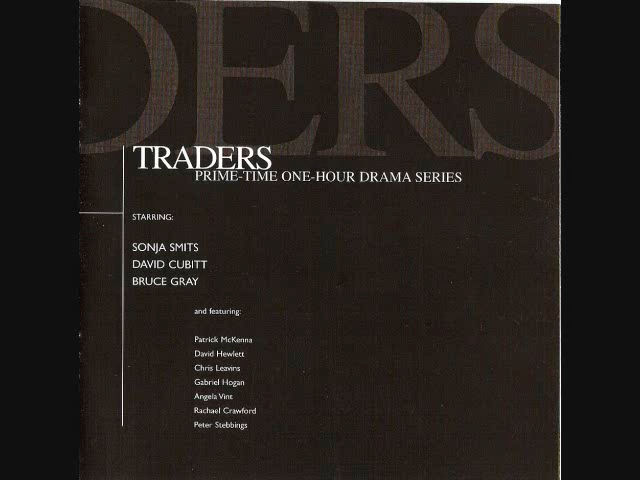 DERS
TRADERS
PRIME-TIME ONE-HOUR DRAMA SERIES
STARRING:
SONJA SMITS
DAVID CUBITT
BRUCE GRAY
and featuring:
Patrick McKenna
David Hewlett
Chris Leavins
Gabriel Hogan
Angela Vint
Rachael Crawford
Peter Stebbings